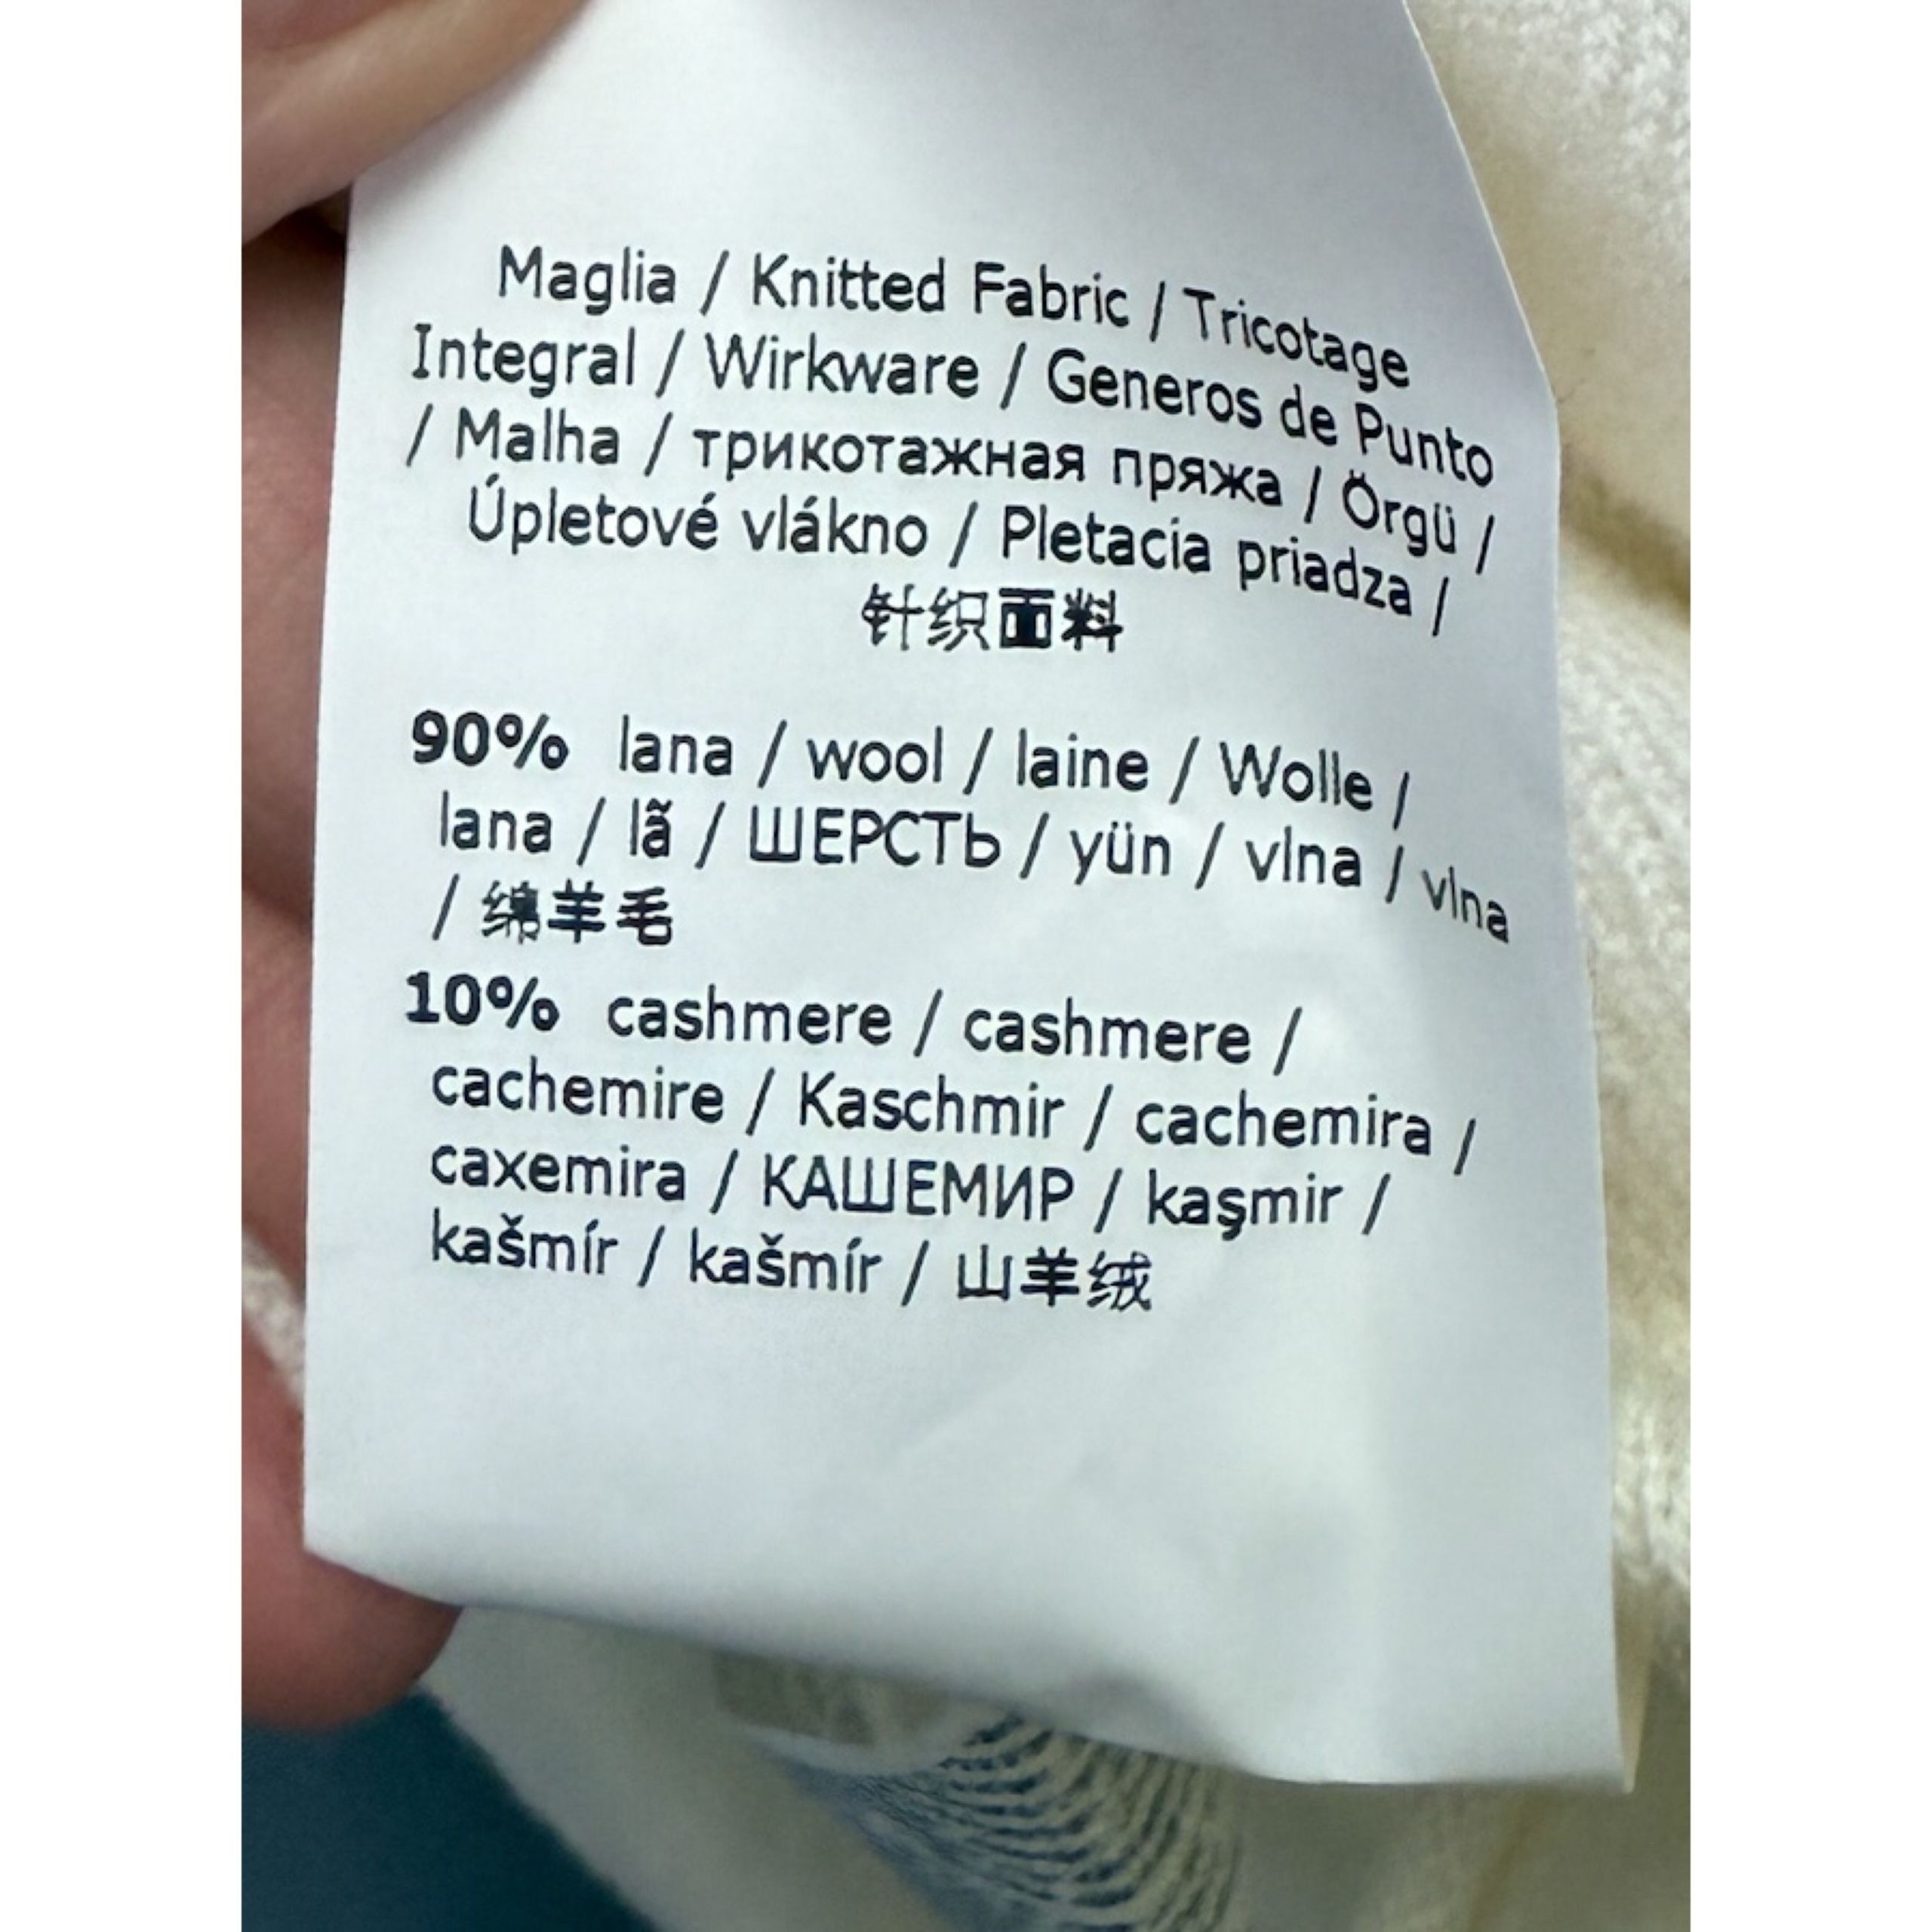 Maglia / Knitted Fabric / Tricotage
Integral / Wirkware / Generos de Punto
/ Malha / трикотажная пряжа / Örgü /
Úpletové vlákno / Pletacia priadza /
针织面料
90% lana / wool / laine / Wolle /
lana / lã / ШЕРСТЬ / yün / vlna / vlna
/ 绵羊毛
10% cashmere / cashmere /
cachemire / Kaschmir / cachemira /
caxemira / КАШЕМИР / kaşmir /
kašmír / kašmír / 山羊绒